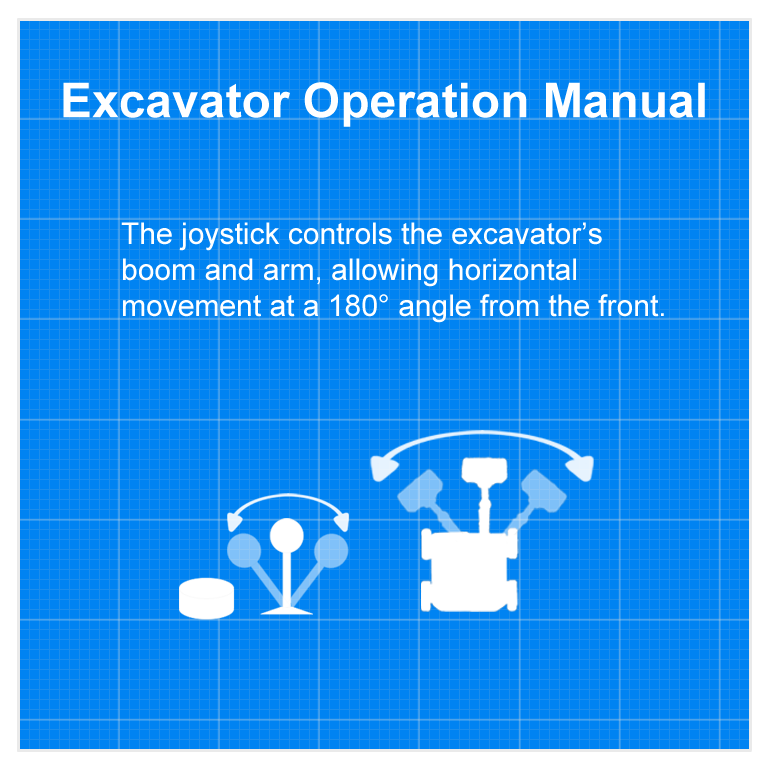 Excavator Operation Manual
The joystick controls the excavator’s
boom and arm, allowing horizontal
movement at a 180° angle from the front.